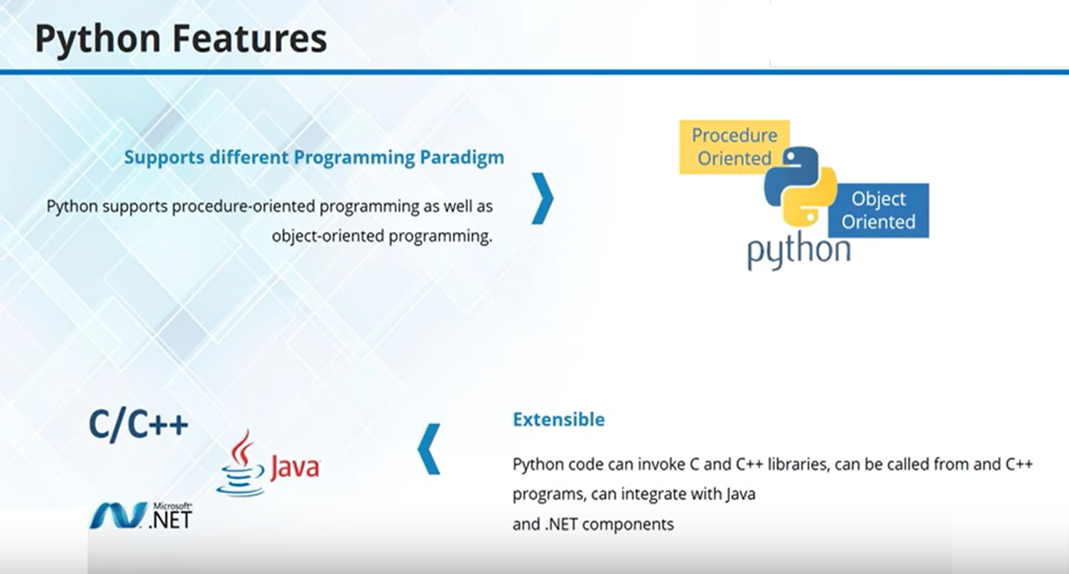 Python Features
Supports different Programming Paradigm
Python supports procedure-oriented programming as well as
object-oriented programming.
Procedure
Oriented
Object
Oriented
python
C/C++
Java
Microsoft®
.NET
Extensible
Python code can invoke C and C++ libraries, can be called from and C++
programs, can integrate with Java
and .NET components